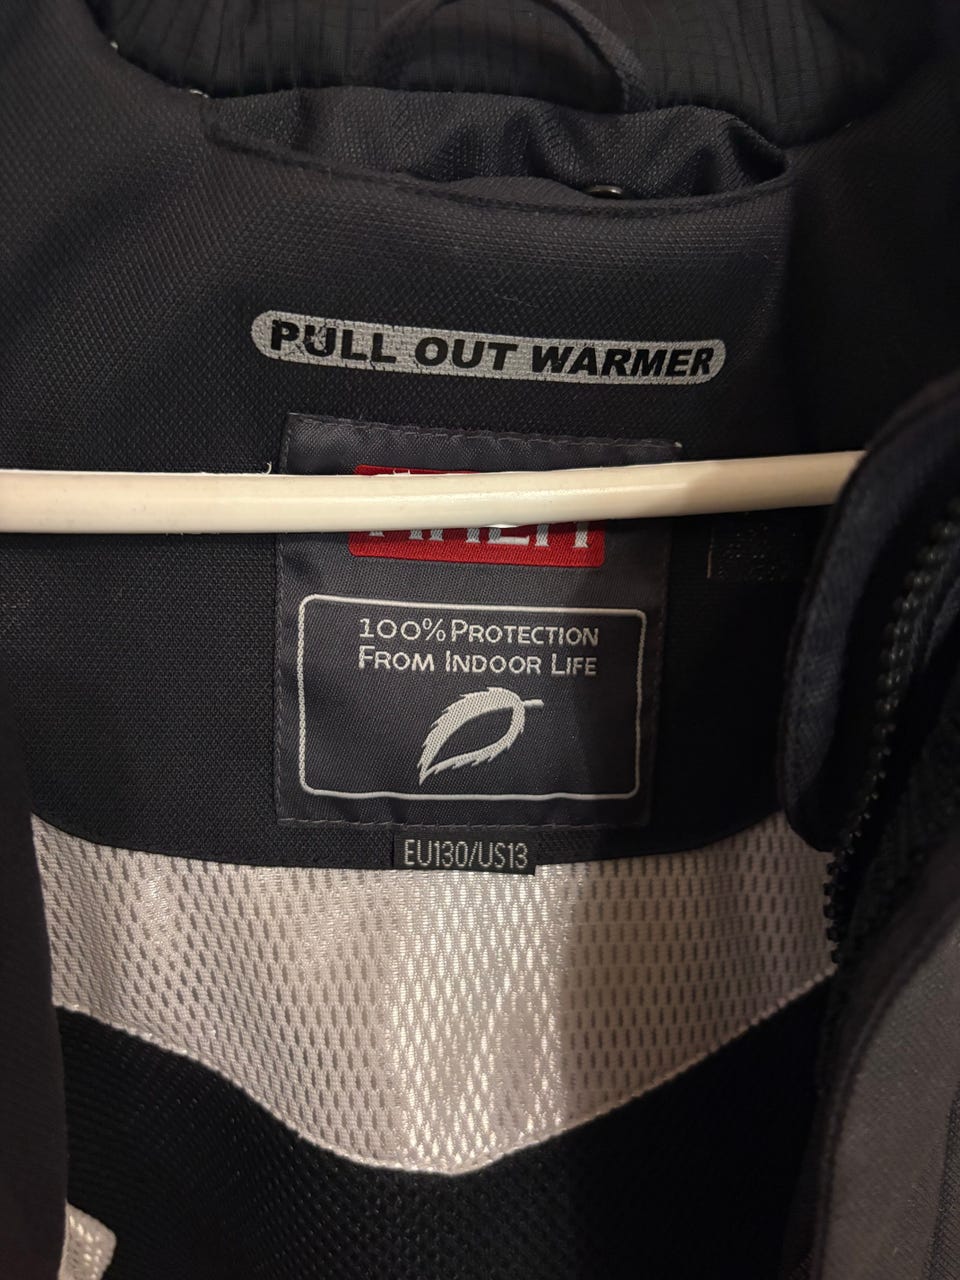 PULL OUT WARMER
100% PROTECTION
FROM INDOOR LIFE
EU130/US13